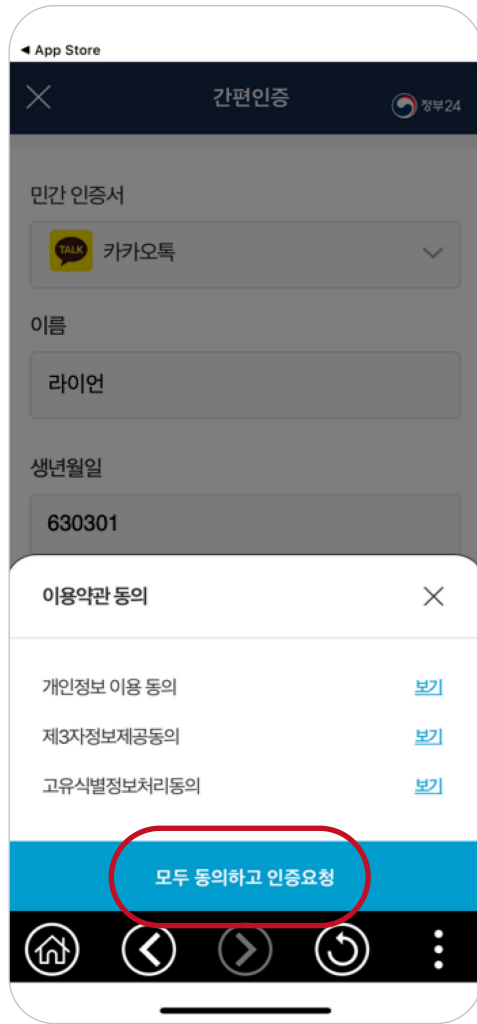 ◀ App Store
간편인증
정부24
민간 인증서
TALK 카카오톡
이름
라이언
생년월일
630301
이용약관 동의
개인정보 이용 동의 보기
제3자정보제공동의 보기
고유식별정보처리동의 보기
모두 동의하고 인증요청